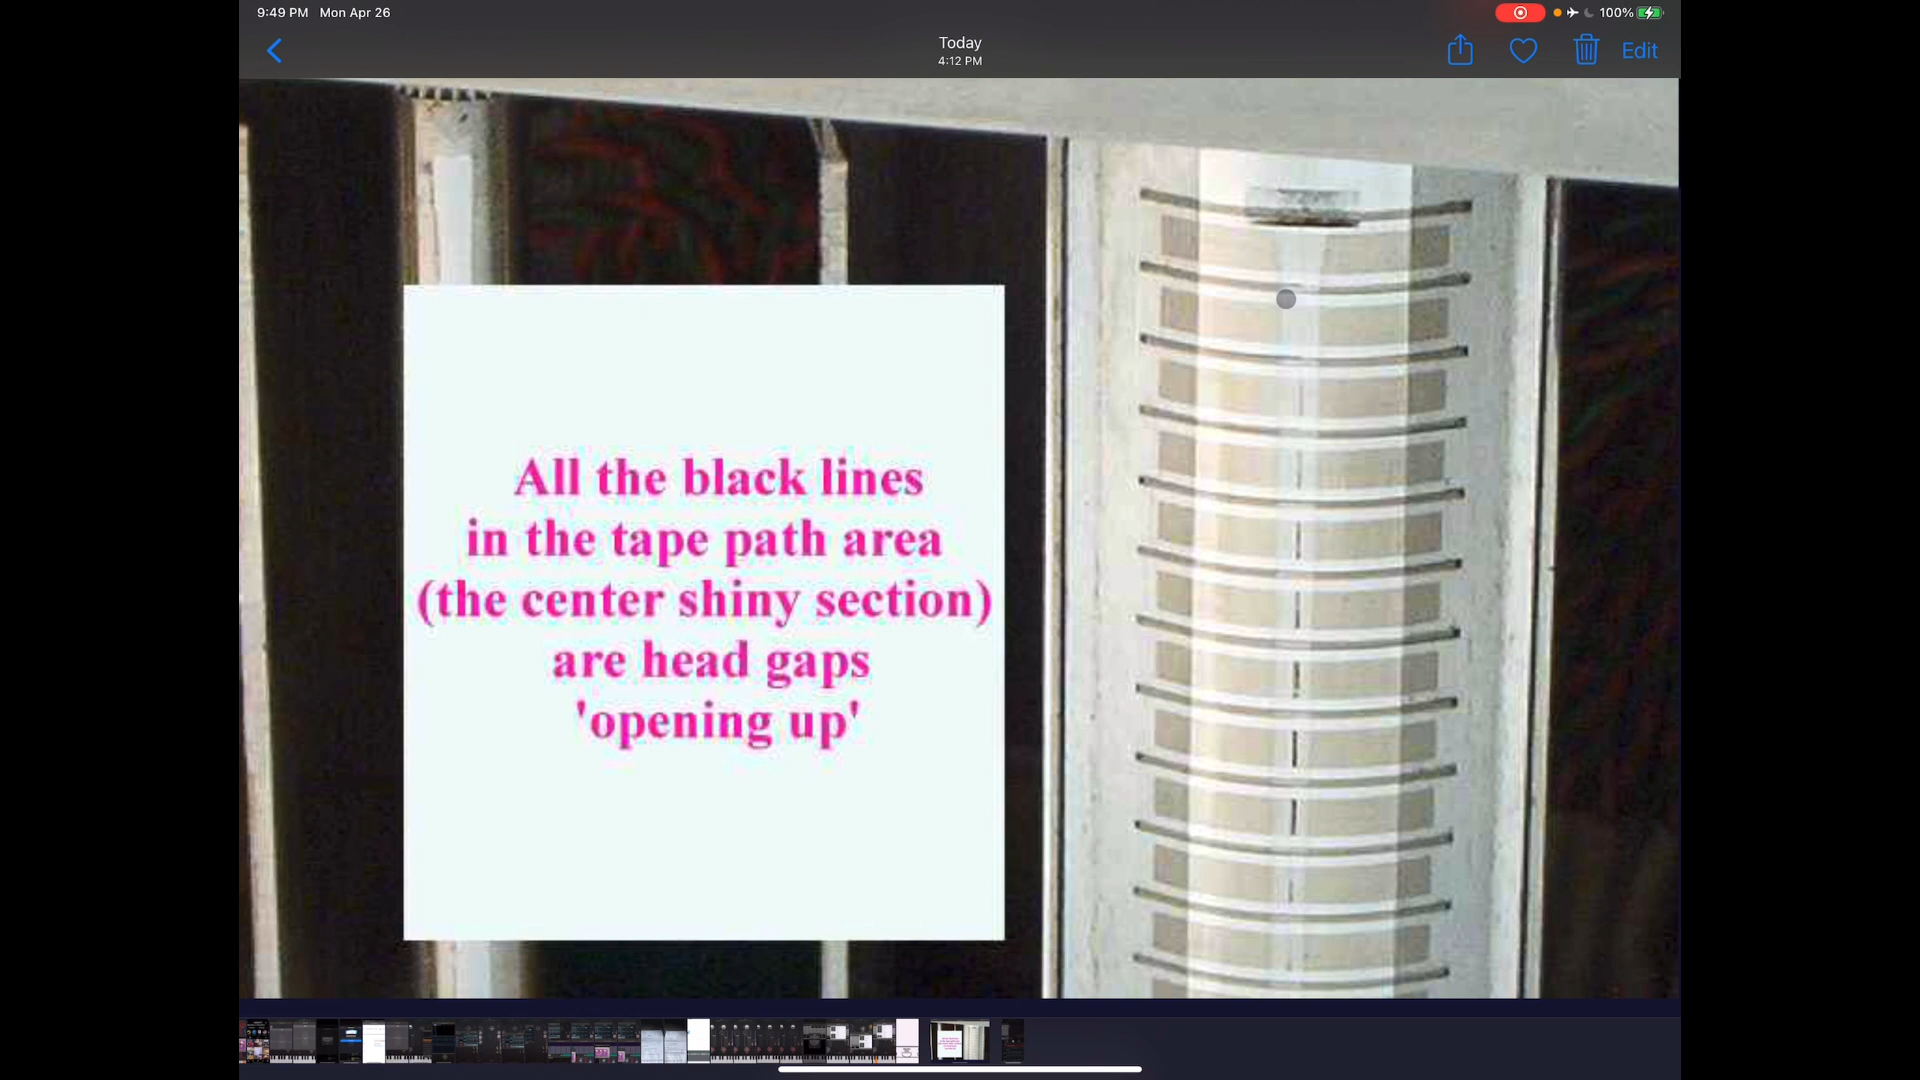 9:49 PM Mon Apr 26
100%
Today
4:12 PM
Edit
All the black lines
in the tape path area
(the center shiny section)
are head gaps
'opening up'